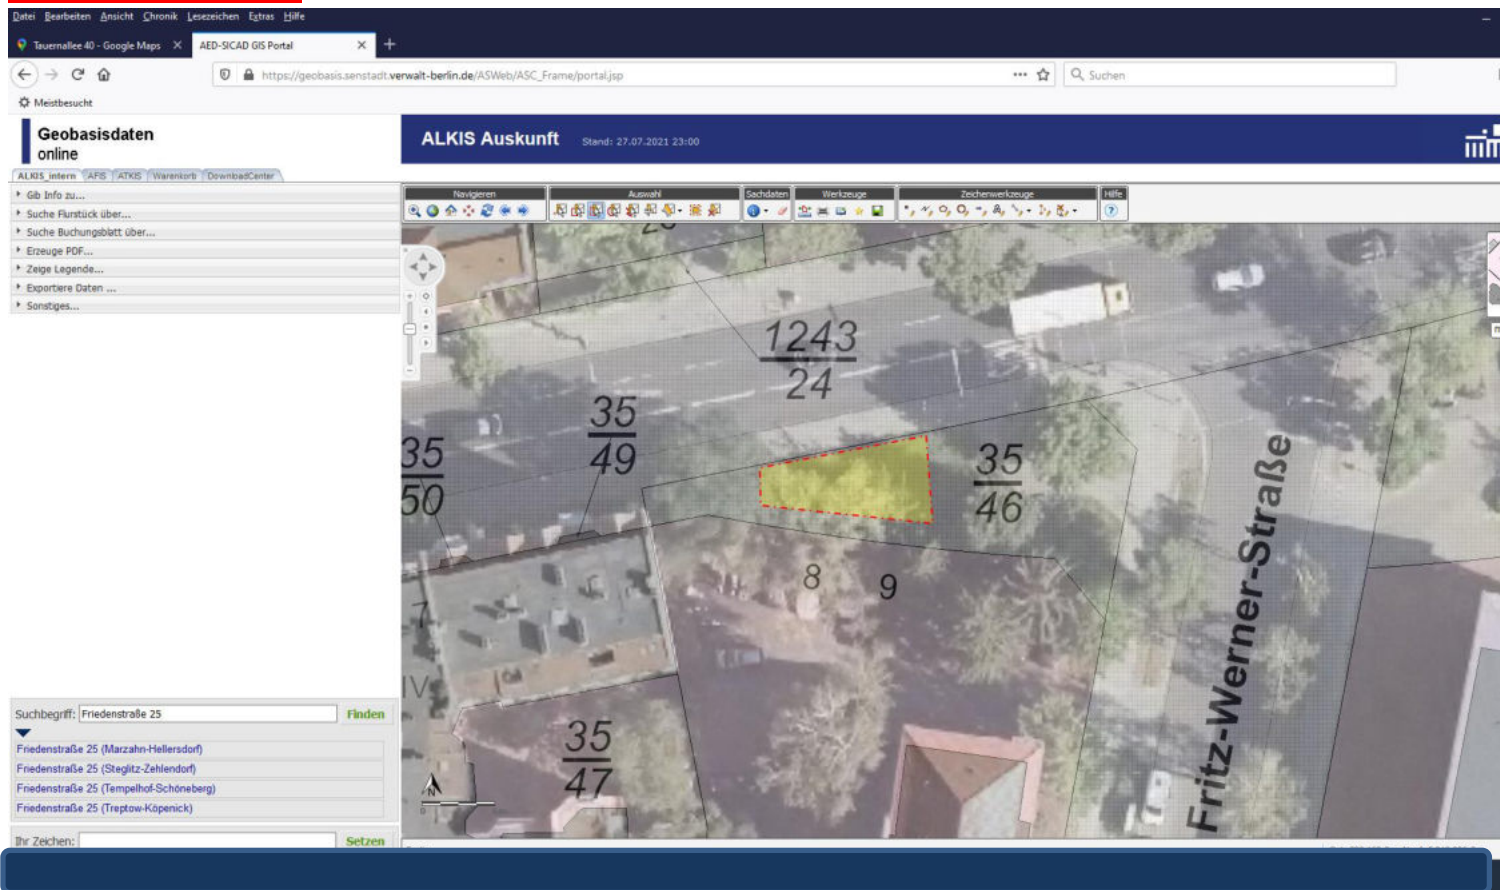 Datei Bearbeiten Ansicht Chronik Lesezeichen Extras Hilfe
Tauernallee 40 - Google Maps
AED-SICAD GIS Portal
https://geobasis.senstadt.verwalt-berlin.de/ASWeb/ASC_Frame/portal.jsp
Suchen
Meistbesucht
Geobasisdaten
online
ALKIS Auskunft Stand: 27.07.2021 23:00
ALKIS_intern AFIS ATKIS Warenkorb DownloadCenter
Gib Info zu...
Suche Flurstück über...
Suche Buchungsblatt über...
Erzeuge PDF...
Zeige Legende...
Exportiere Daten ...
Sonstiges...
Navigieren Auswahl Sachdaten Werkzeuge Zeichenwerkzeuge Hilfe
1243
24
35
49
35
50
35
46
8
9
7
IV
35
47
N
Fritz-Werner-Straße
Suchbegriff: Friedenstraße 25 Finden
Friedenstraße 25 (Marzahn-Hellersdorf)
Friedenstraße 25 (Steglitz-Zehlendorf)
Friedenstraße 25 (Tempelhof-Schöneberg)
Friedenstraße 25 (Treptow-Köpenick)
Ihr Zeichen: Setzen